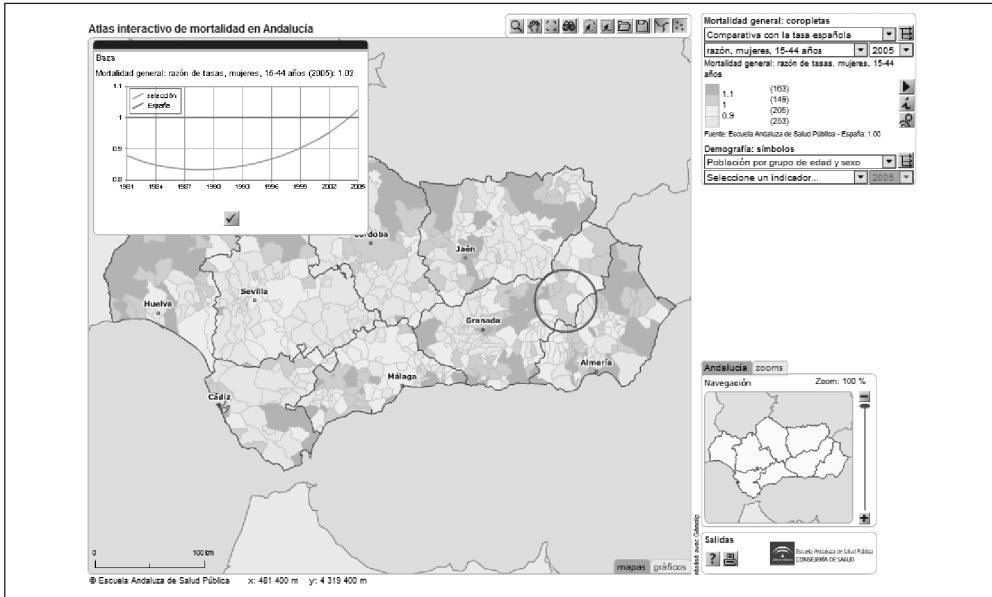 Atlas interactivo de mortalidad en Andalucía
Baza
Mortalidad general: razón de tasas, mujeres, 15-44 años (2005): 1.02
1.1
1
0.9
0.8
selección
España
1981 1984 1987 1990 1993 1996 1999 2002 2005
Córdoba
Jaén
Sevilla
Huelva
Granada
Almería
Málaga
Cádiz
0 100 km
© Escuela Andaluza de Salud Pública x: 481 400 m y: 4 319 400 m
mapas gráficos
Mortalidad general: coropletas
Comparativa con la tasa española
razón, mujeres, 15-44 años 2005
Mortalidad general: razón de tasas, mujeres, 15-44
años
1.1 (163)
1 (149)
0.9 (205)
(253)
Fuente: Escuela Andaluza de Salud Pública - España: 1.00
Demografía: símbolos
Población por grupo de edad y sexo
Seleccione un indicador... 2005
Andalucía zooms
Navegación Zoom: 100 %
Salidas
Escuela Andaluza de Salud Pública
CONSEJERÍA DE SALUD